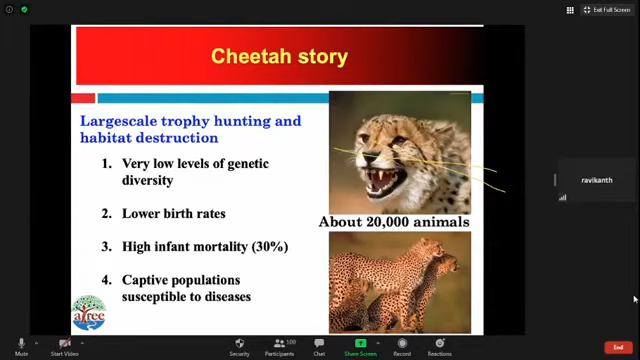 Exit Full Screen
Cheetah story
Largescale trophy hunting and
habitat destruction
1. Very low levels of genetic
diversity
2. Lower birth rates
3. High infant mortality (30%)
4. Captive populations
susceptible to diseases
About 20,000 animals
atree
ravikanth
Mute
Start Video
Security
Participants
100
Chat
Share Screen
Record
Reactions
End